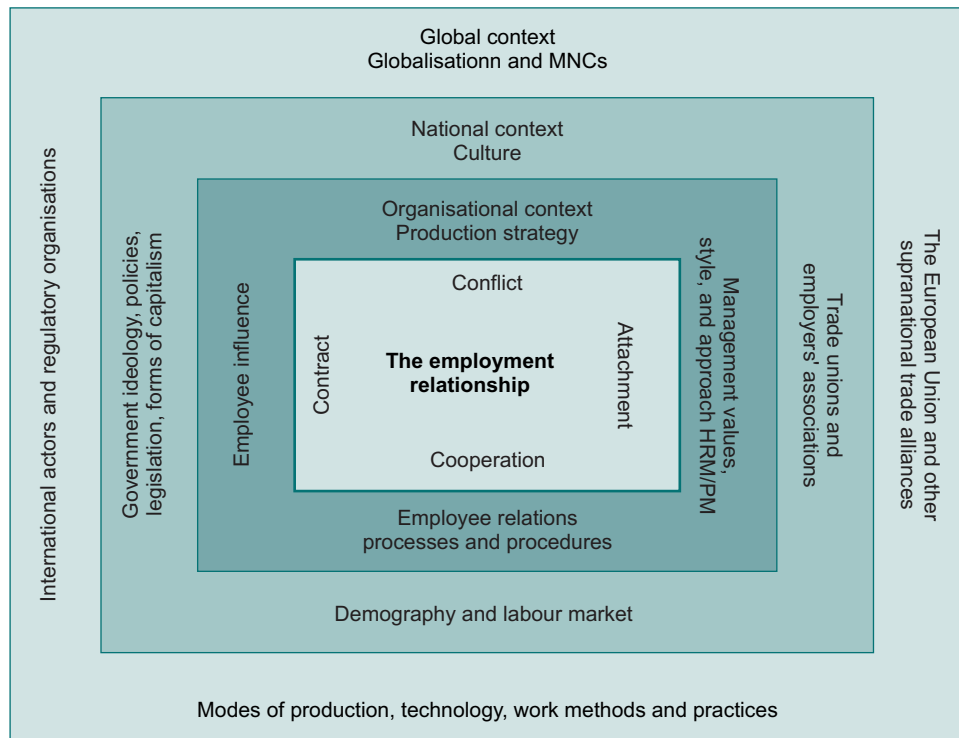 Global context
Globalisationn and MNCs
National context
Culture
Organisational context
Production strategy
Conflict
International actors and regulatory organisations
Government ideology, policies,
legislation, forms of capitalism
Employee influence
Contract
The employment
relationship
Attachment
Management values,
style, and approach HRM/PM
Trade unions and
employers' associations
The European Union and other
supranational trade alliances
Cooperation
Employee relations
processes and procedures
Demography and labour market
Modes of production, technology, work methods and practices